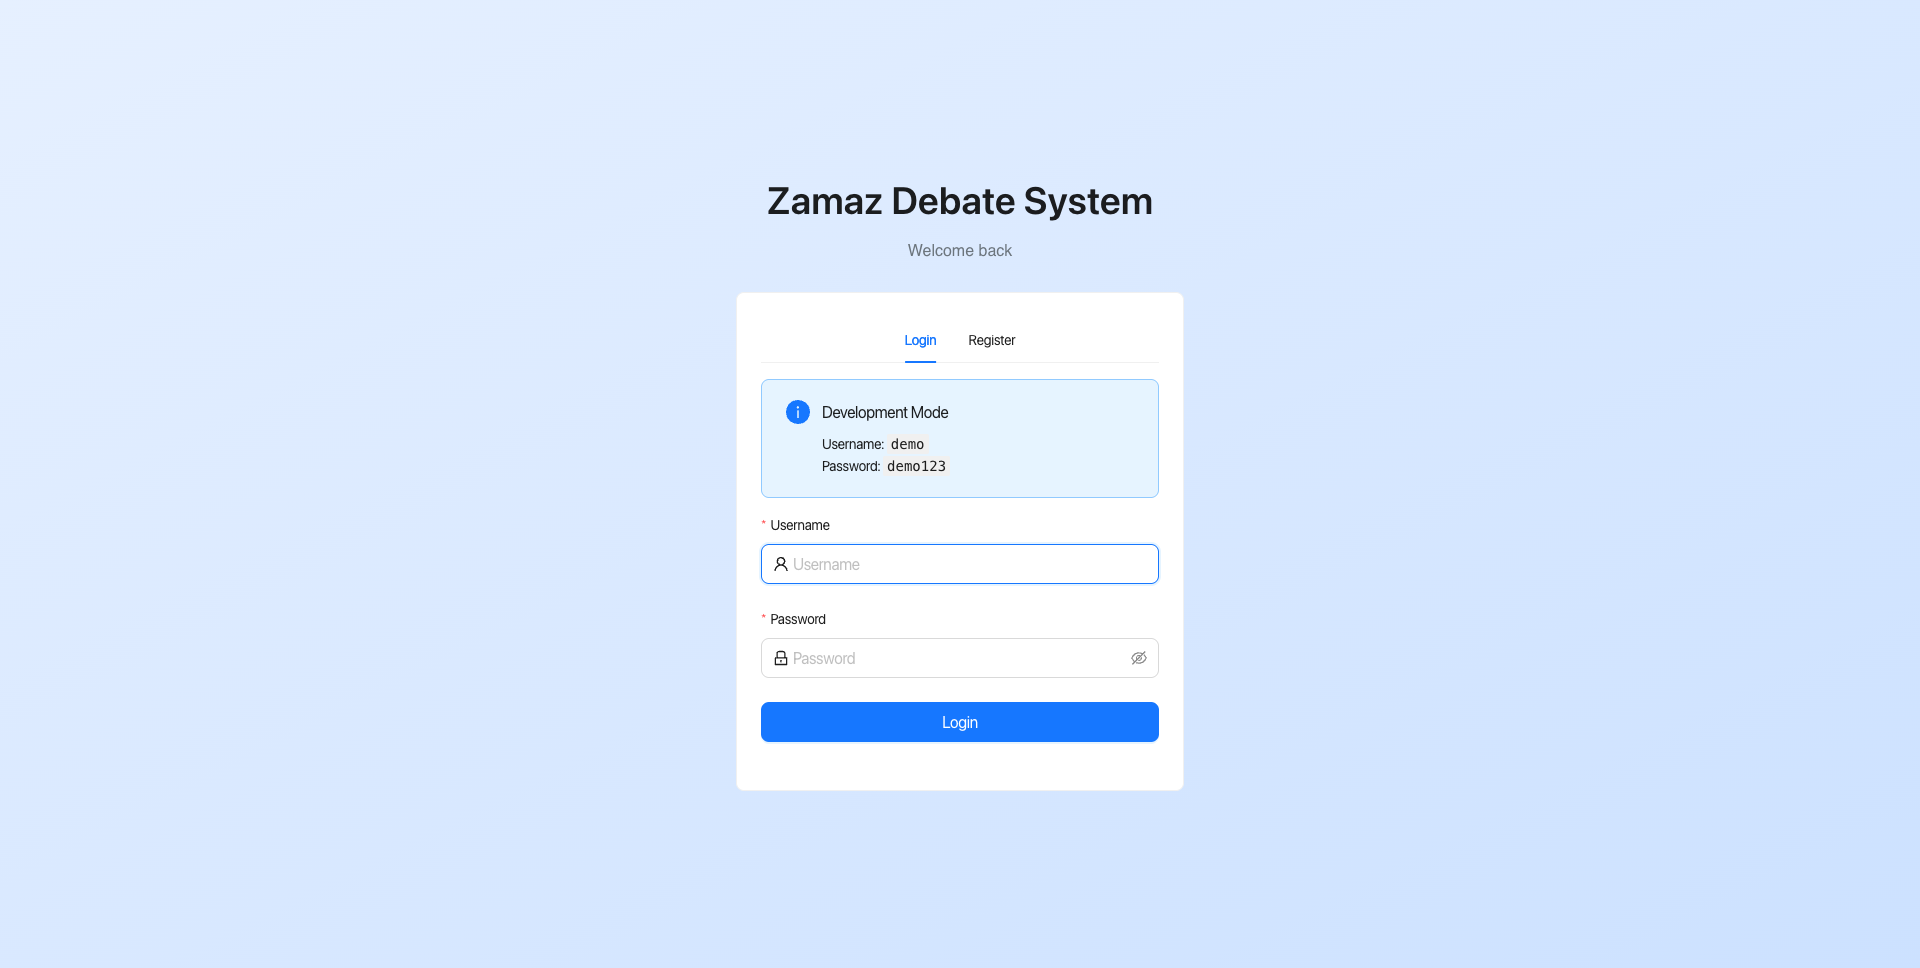 Zamaz Debate System
Welcome back
Login Register
Development Mode
Username: demo
Password: demo123
* Username
Username
* Password
Password
Login